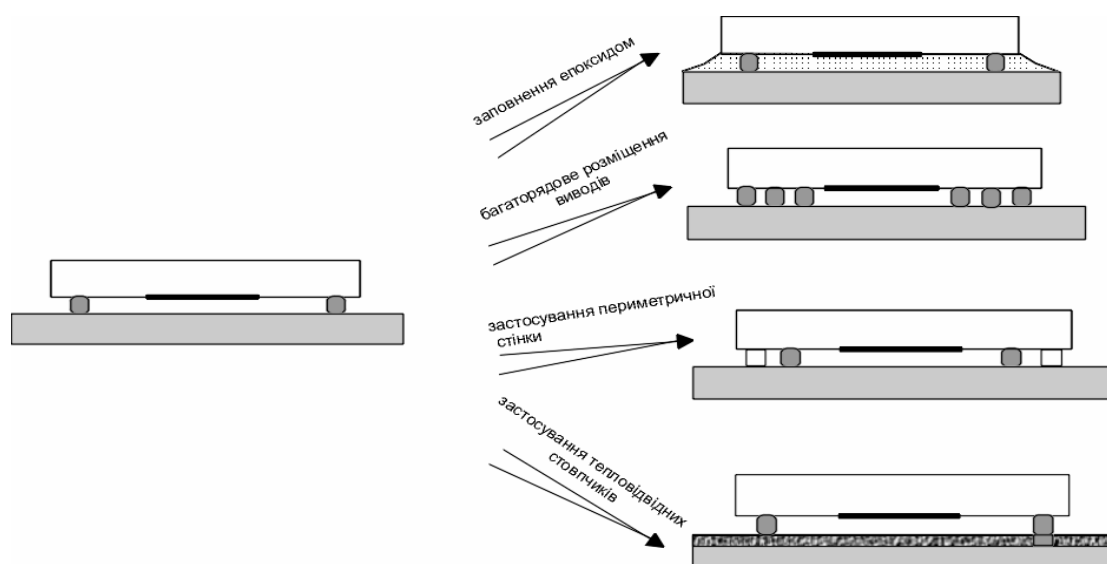 заповнення епоксидом
багаторядове розміщення
виводів
застосування периметричної
стінки
застосування тепловідвідних
стовпчиків